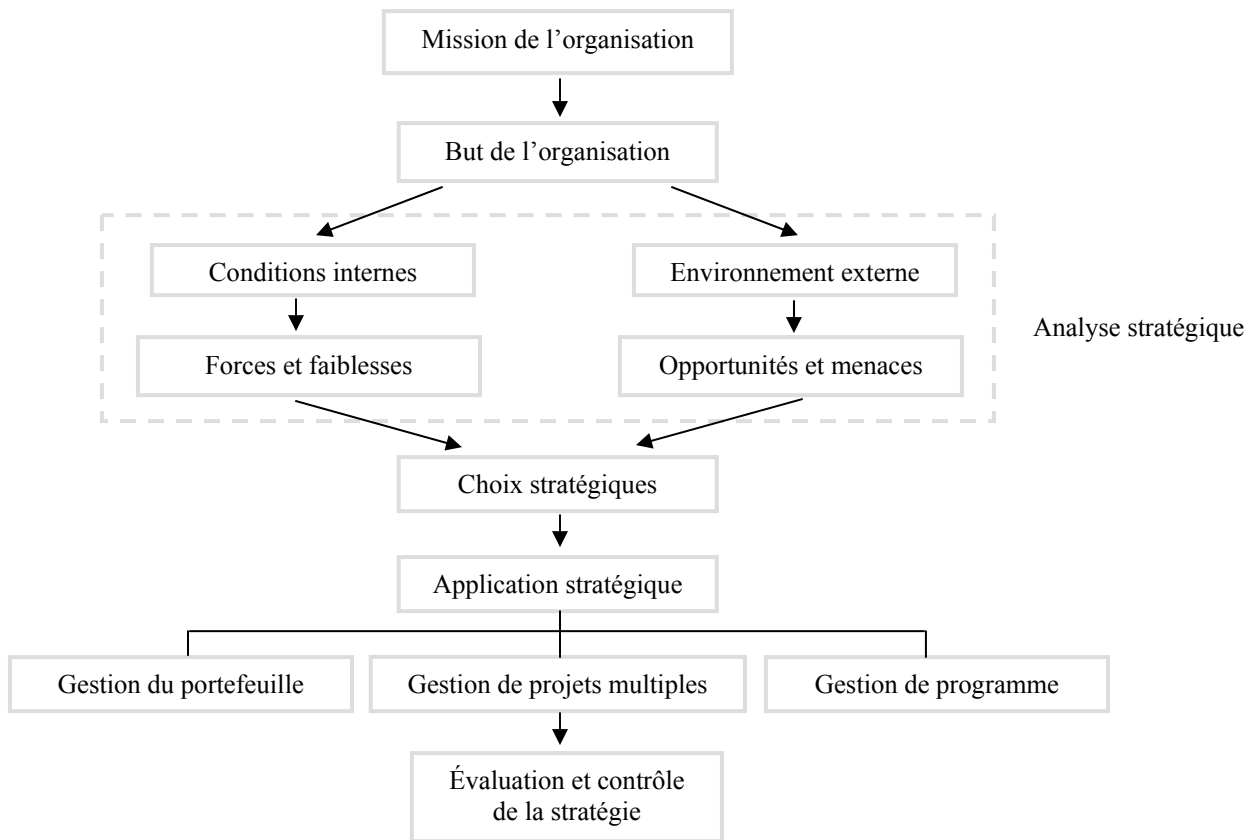 Mission de l’organisation
But de l’organisation
Conditions internes
Environnement externe
Analyse stratégique
Forces et faiblesses
Opportunités et menaces
Choix stratégiques
Application stratégique
Gestion du portefeuille
Gestion de projets multiples
Gestion de programme
Évaluation et contrôle
de la stratégie